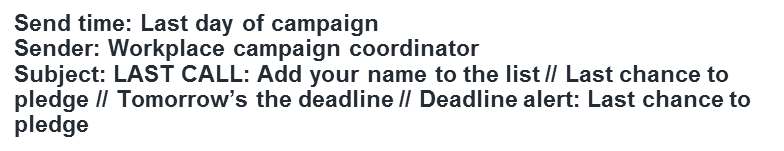 Send time: Last day of campaign
Sender: Workplace campaign coordinator
Subject: LAST CALL: Add your name to the list // Last chance to
pledge // Tomorrow’s the deadline // Deadline alert: Last chance to
pledge